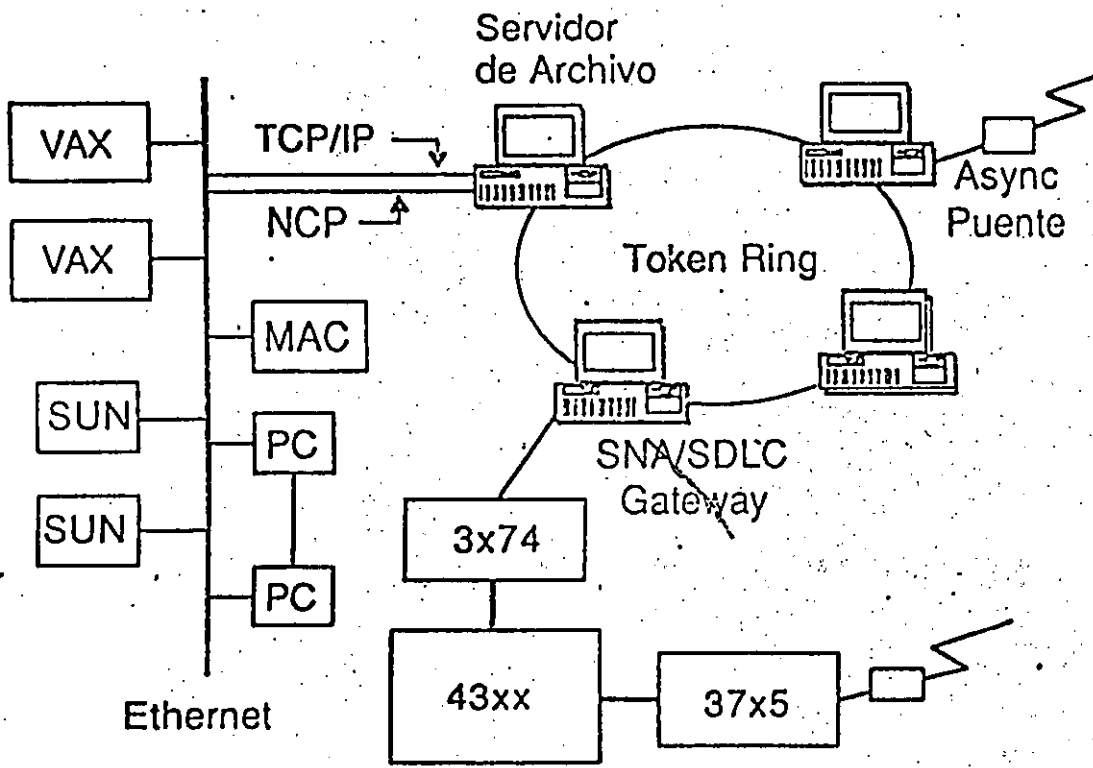 Servidor
de Archivo
VAX
TCP/IP
NCP
Async
Puente
VAX
Token Ring
MAC
SUN
PC
SNA/SDLC
Gateway
SUN
3x74
PC
43xx
37x5
Ethernet